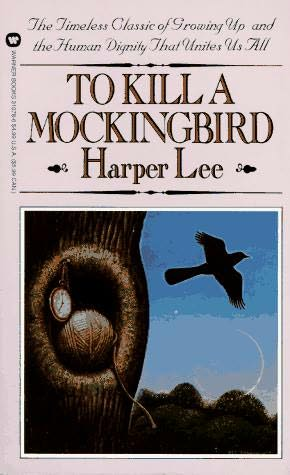 The Timeless Classic of Growing Up and
the Human Dignity That Unites Us All
TO KILL A
MOCKINGBIRD
Harper Lee